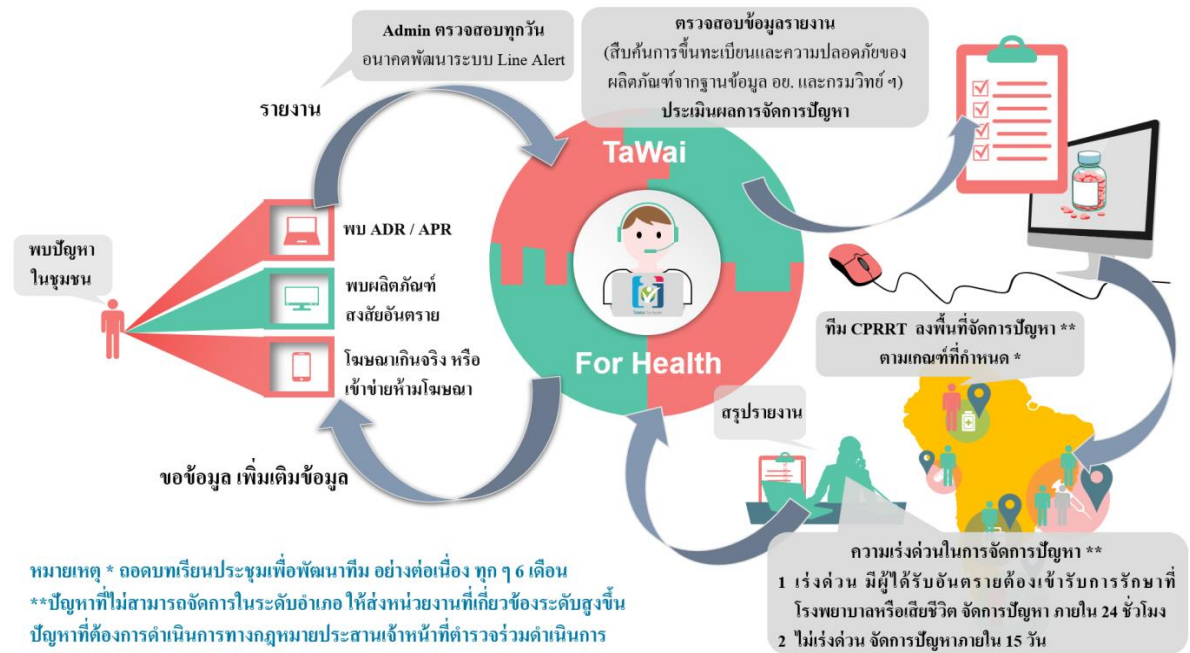 Admin ตรวจสอบทุกวัน
อนาคตพัฒนาระบบ Line Alert
ตรวจสอบข้อมูลรายงาน
(สืบค้นการขึ้นทะเบียนและความปลอดภัยของ
ผลิตภัณฑ์จากฐานข้อมูล อย. และกรมวิทย์ ฯ)
ประเมินผลการจัดการปัญหา
รายงาน
TaWai
For Health
พบปัญหา
ในชุมชน
พบ ADR / APR
พบผลิตภัณฑ์
สงสัยอันตราย
โฆษณาเกินจริง หรือ
เข้าข่ายห้ามโฆษณา
ขอข้อมูล เพิ่มเติมข้อมูล
ทีม CPRRT ลงพื้นที่จัดการปัญหา **
ตามเกณฑ์ที่กำหนด *
สรุปรายงาน
ความเร่งด่วนในการจัดการปัญหา **
1 เร่งด่วน มีผู้ได้รับอันตรายต้องเข้ารับการรักษาที่
โรงพยาบาลหรือเสียชีวิต จัดการปัญหา ภายใน 24 ชั่วโมง
2 ไม่เร่งด่วน จัดการปัญหาภายใน 15 วัน
หมายเหตุ * ถอดบทเรียนประชุมเพื่อพัฒนาทีม อย่างต่อเนื่อง ทุก ๆ 6 เดือน
**ปัญหาที่ไม่สามารถจัดการในระดับอำเภอ ให้ส่งหน่วยงานที่เกี่ยวข้องระดับสูงขึ้น
ปัญหาที่ต้องการดำเนินการทางกฎหมายประสานเจ้าหน้าที่ตำรวจร่วมดำเนินการ